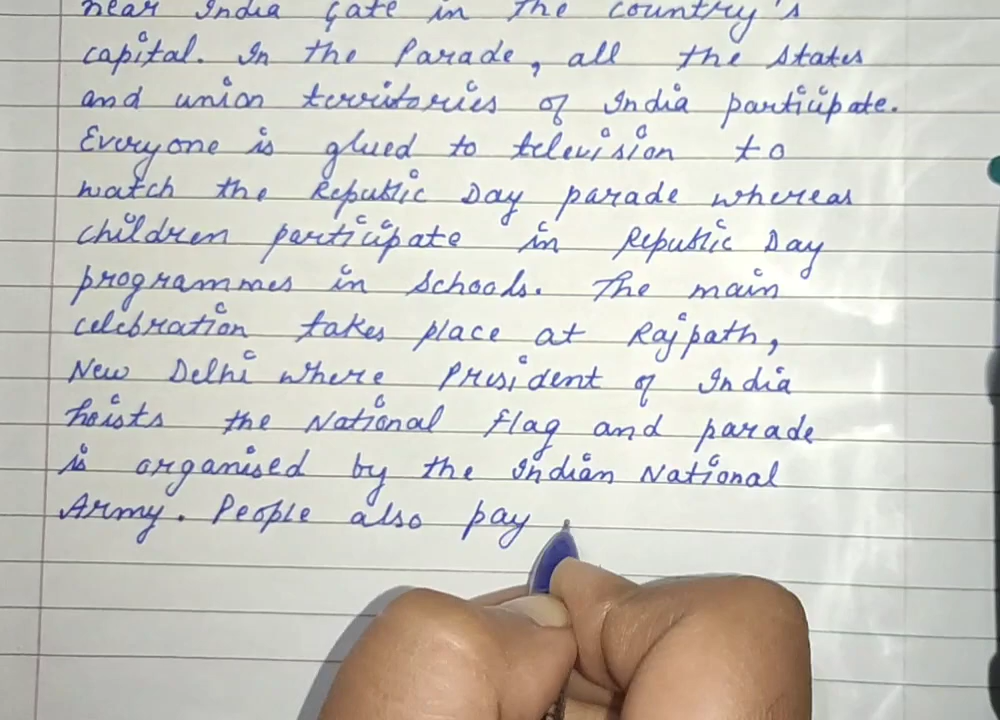 near India Gate in the country's
capital. In the Parade, all the states
and union territories of India participate.
Everyone is glued to television to
watch the Republic Day parade whereas
children participate in Republic Day
programmes in schools. The main
celebration takes place at Rajpath,
New Delhi where President of India
hoists the National flag and parade
is organised by the Indian National
Army. People also pay